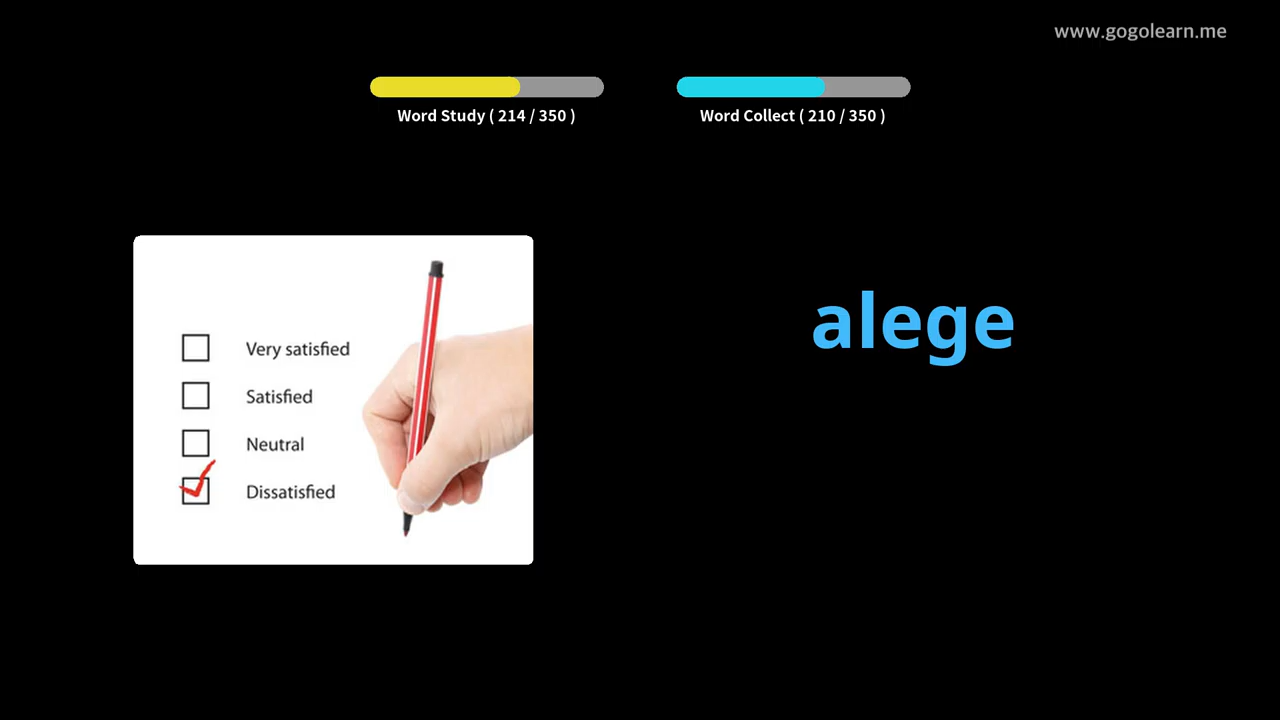 www.gogolearn.me
Word Study ( 214 / 350 )
Word Collect ( 210 / 350 )
Very satisfied
Satisfied
Neutral
Dissatisfied
alege